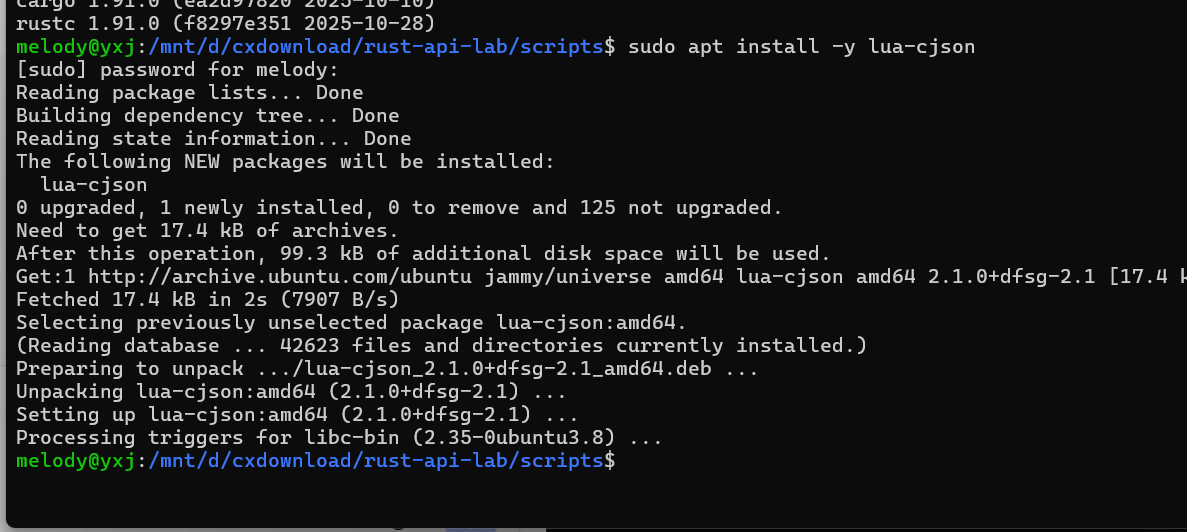 cargo 1.91.0 (ea2d97820 2025-10-10)
rustc 1.91.0 (f8297e351 2025-10-28)
melody@yxj:/mnt/d/cxdownload/rust-api-lab/scripts$ sudo apt install -y lua-cjson
[sudo] password for melody:
Reading package lists... Done
Building dependency tree... Done
Reading state information... Done
The following NEW packages will be installed:
  lua-cjson
0 upgraded, 1 newly installed, 0 to remove and 125 not upgraded.
Need to get 17.4 kB of archives.
After this operation, 99.3 kB of additional disk space will be used.
Get:1 http://archive.ubuntu.com/ubuntu jammy/universe amd64 lua-cjson amd64 2.1.0+dfsg-2.1 [17.4 k
Fetched 17.4 kB in 2s (7907 B/s)
Selecting previously unselected package lua-cjson:amd64.
(Reading database ... 42623 files and directories currently installed.)
Preparing to unpack .../lua-cjson_2.1.0+dfsg-2.1_amd64.deb ...
Unpacking lua-cjson:amd64 (2.1.0+dfsg-2.1) ...
Setting up lua-cjson:amd64 (2.1.0+dfsg-2.1) ...
Processing triggers for libc-bin (2.35-0ubuntu3.8) ...
melody@yxj:/mnt/d/cxdownload/rust-api-lab/scripts$